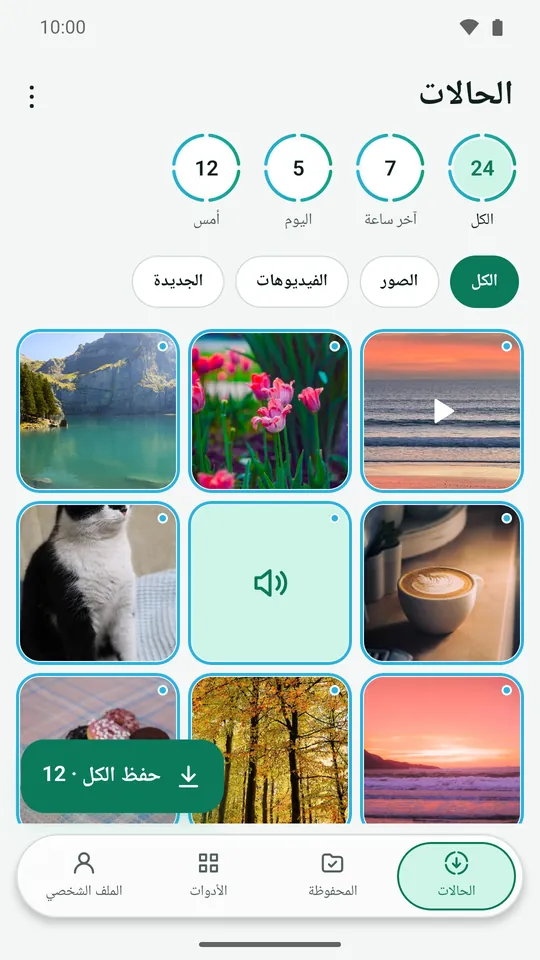 10:00
الحالات
24
7
5
12
الكل
آخر ساعة
اليوم
أمس
الكل
الصور
الفيديوهات
الجديدة
حفظ الكل · 12
الحالات
المحفوظة
الأدوات
الملف الشخصي